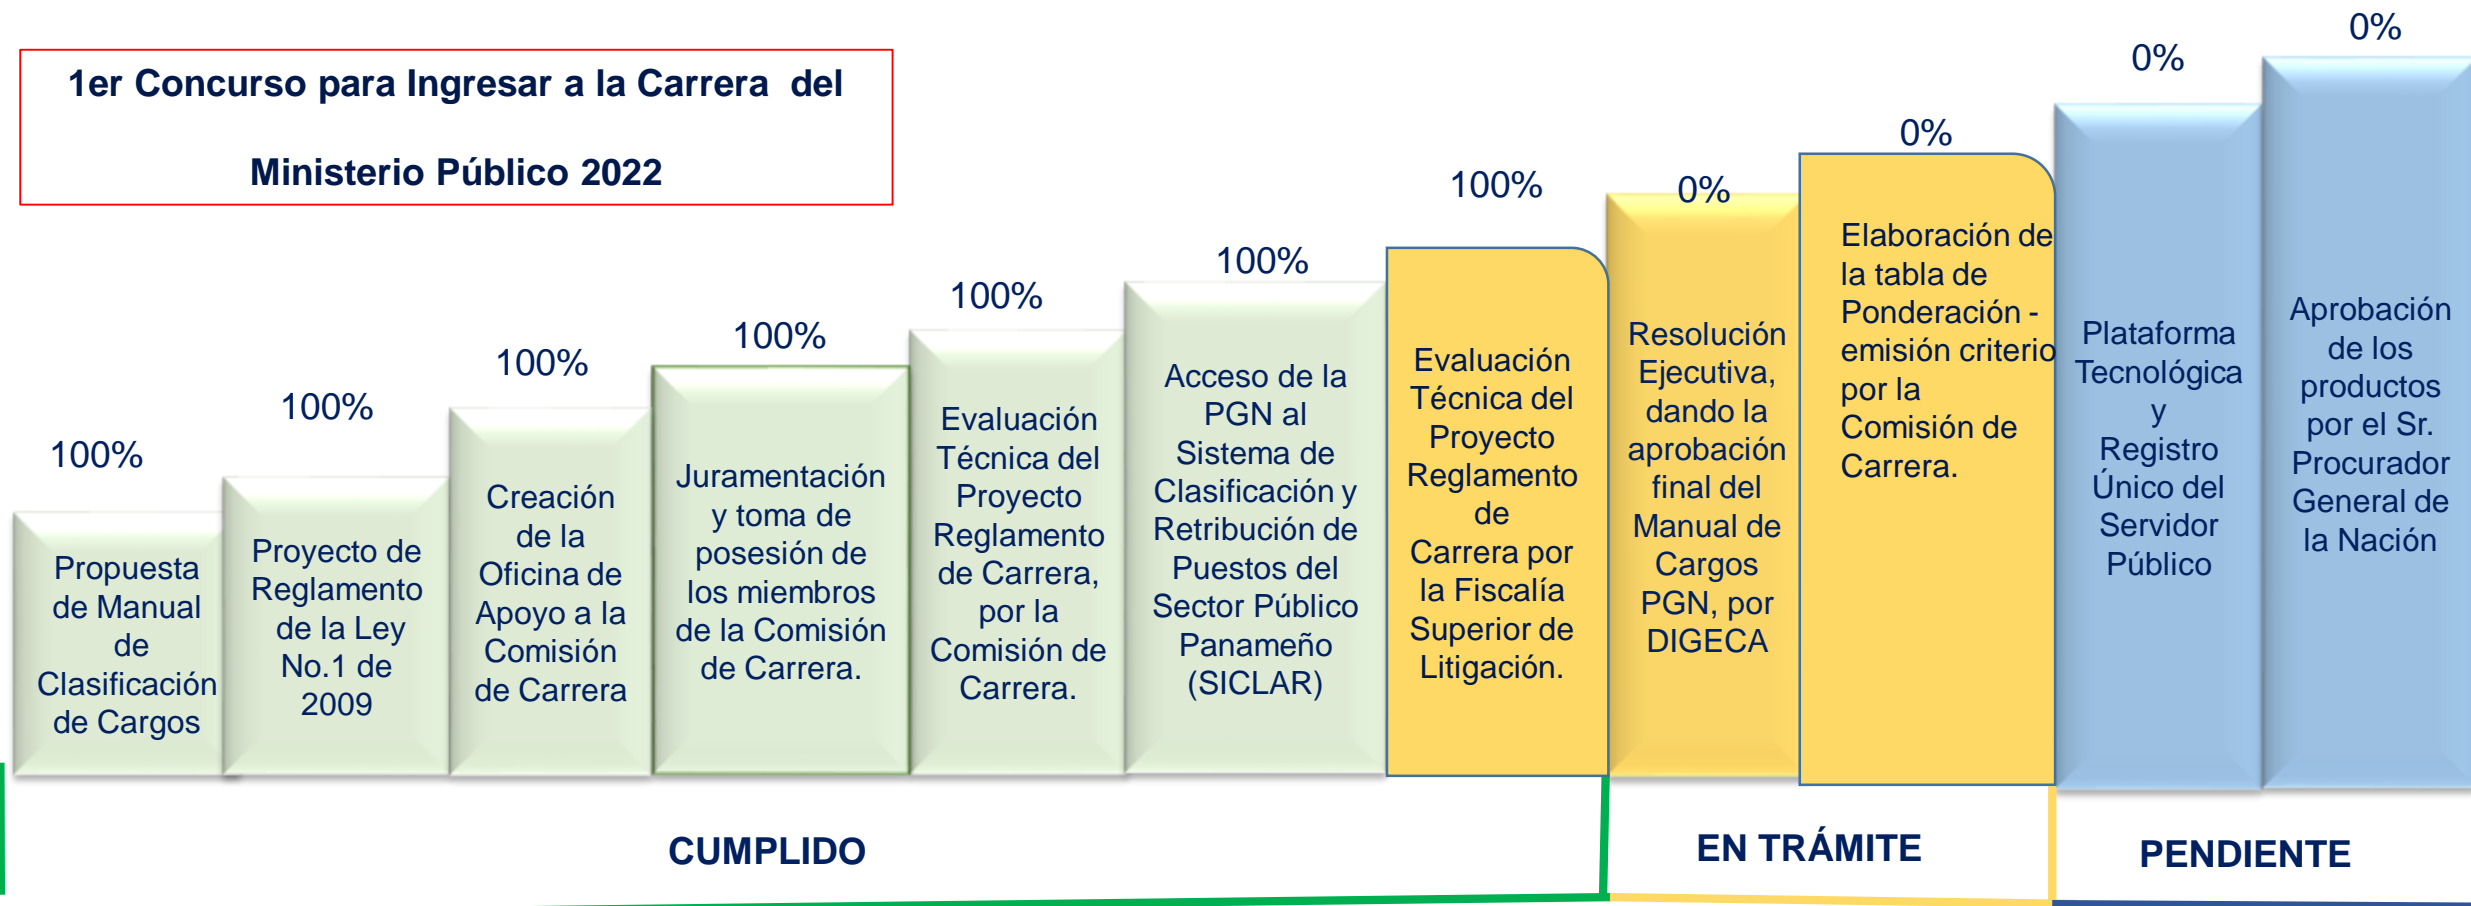 1er Concurso para Ingresar a la Carrera  del
Ministerio Público 2022
100%
Propuesta
de Manual
de
Clasificación
de Cargos
100%
Proyecto de
Reglamento
de la Ley
No.1 de
2009
100%
Creación
de la
Oficina de
Apoyo a la
Comisión
de Carrera
100%
Juramentación
y toma de
posesión de
los miembros
de la Comisión
de Carrera.
100%
Evaluación
Técnica del
Proyecto
Reglamento
de Carrera,
por la
Comisión de
Carrera.
100%
Acceso de la
PGN al
Sistema de
Clasificación y
Retribución de
Puestos del
Sector Público
Panameño
(SICLAR)
100%
Evaluación
Técnica del
Proyecto
Reglamento
de
Carrera por
la Fiscalía
Superior de
Litigación.
0%
Resolución
Ejecutiva,
dando la
aprobación
final del
Manual de
Cargos
PGN, por
DIGECA
0%
Elaboración de
la tabla de
Ponderación -
emisión criterio
por la
Comisión de
Carrera.
0%
Plataforma
Tecnológica
y
Registro
Único del
Servidor
Público
0%
Aprobación
de los
productos
por el Sr.
Procurador
General de
la Nación
CUMPLIDO
EN TRÁMITE
PENDIENTE